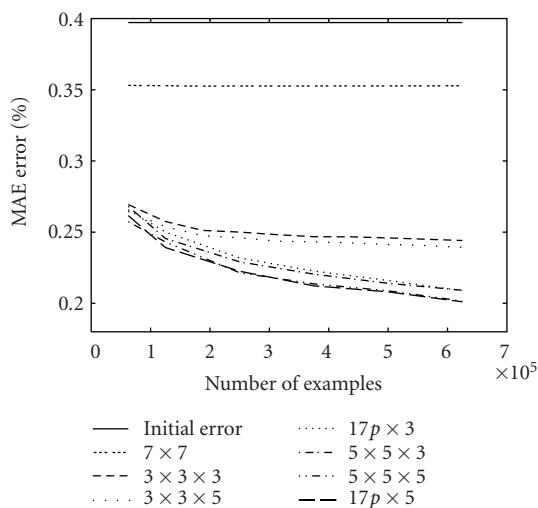 0.4
0.35
0.3
0.25
0.2
MAE error (%)
0 1 2 3 4 5 6 7
×10⁵
Number of examples
Initial error
7 × 7
3 × 3 × 3
3 × 3 × 5
17p × 3
5 × 5 × 3
5 × 5 × 5
17p × 5